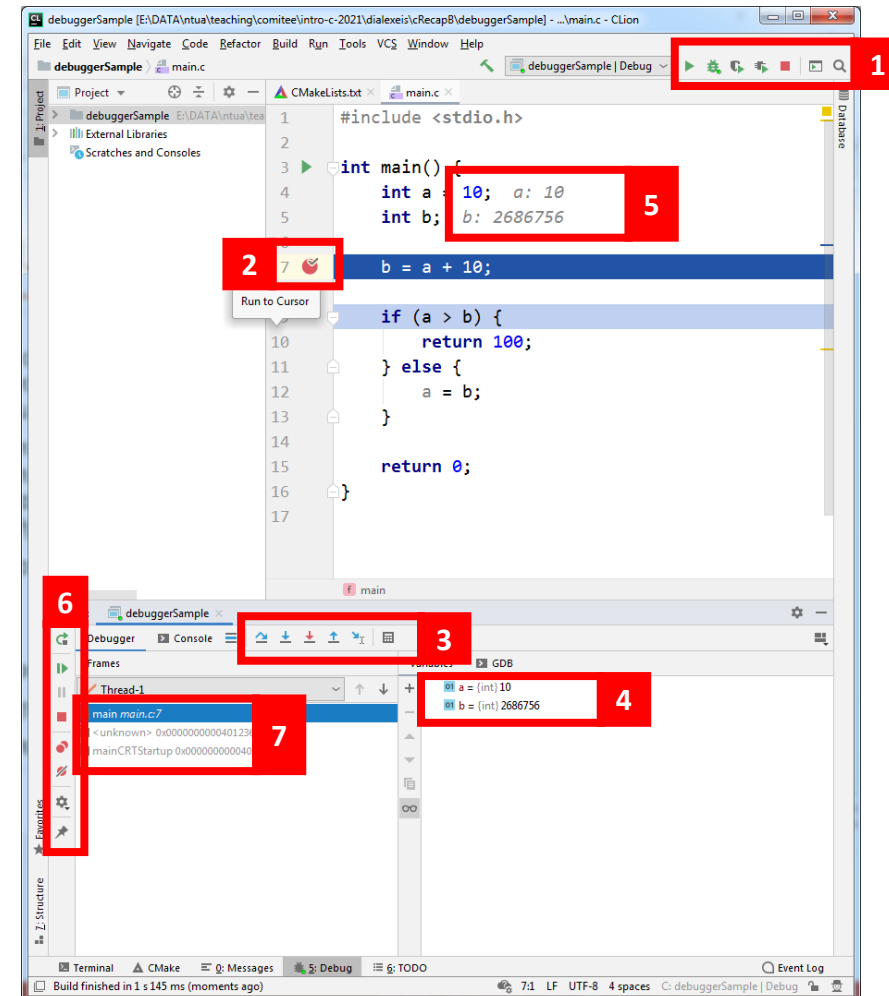 debuggerSample [E:\DATA\ntua\teaching\comitee\intro-c-2021\dialexeis\cRecapB\debuggerSample] - ...\main.c - CLion
File Edit View Navigate Code Refactor Build Run Tools VCS Window Help
debuggerSample main.c debuggerSample | Debug 1
1: Project Project CMakeLists.txt main.c Database
debuggerSample E:\DATA\ntua\tea
External Libraries
Scratches and Consoles
1 #include <stdio.h>
2
3 int main() {
4 int a = 10; a: 10
5 int b; b: 2686756
5
2
7 b = a + 10;
Run to Cursor
if (a > b) {
10 return 100;
11 } else {
12 a = b;
13 }
14
15 return 0;
16 }
17
f main
6 debuggerSample
Debugger Console 3
Frames GDB
Thread-1
main main.c:7
<unknown> 0x0000000000401236
mainCRTStartup 0x000000000040
7
01 a = {int} 10
01 b = {int} 2686756
4
Favorites
Z: Structure
Terminal CMake 0: Messages 5: Debug 6: TODO Event Log
Build finished in 1 s 145 ms (moments ago) 7:1 LF UTF-8 4 spaces C: debuggerSample | Debug